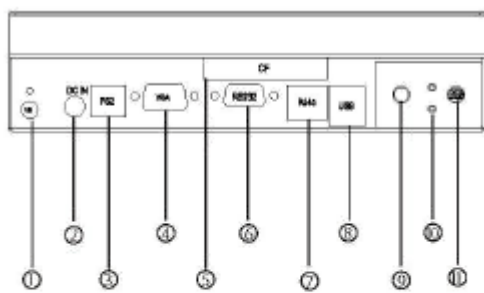 CF
DC IN
PS2
VGA
RS232
RJ45
USB
④ ⑥
② ⑧ ⑩
① ③ ⑤ ⑦ ⑨ ⑪